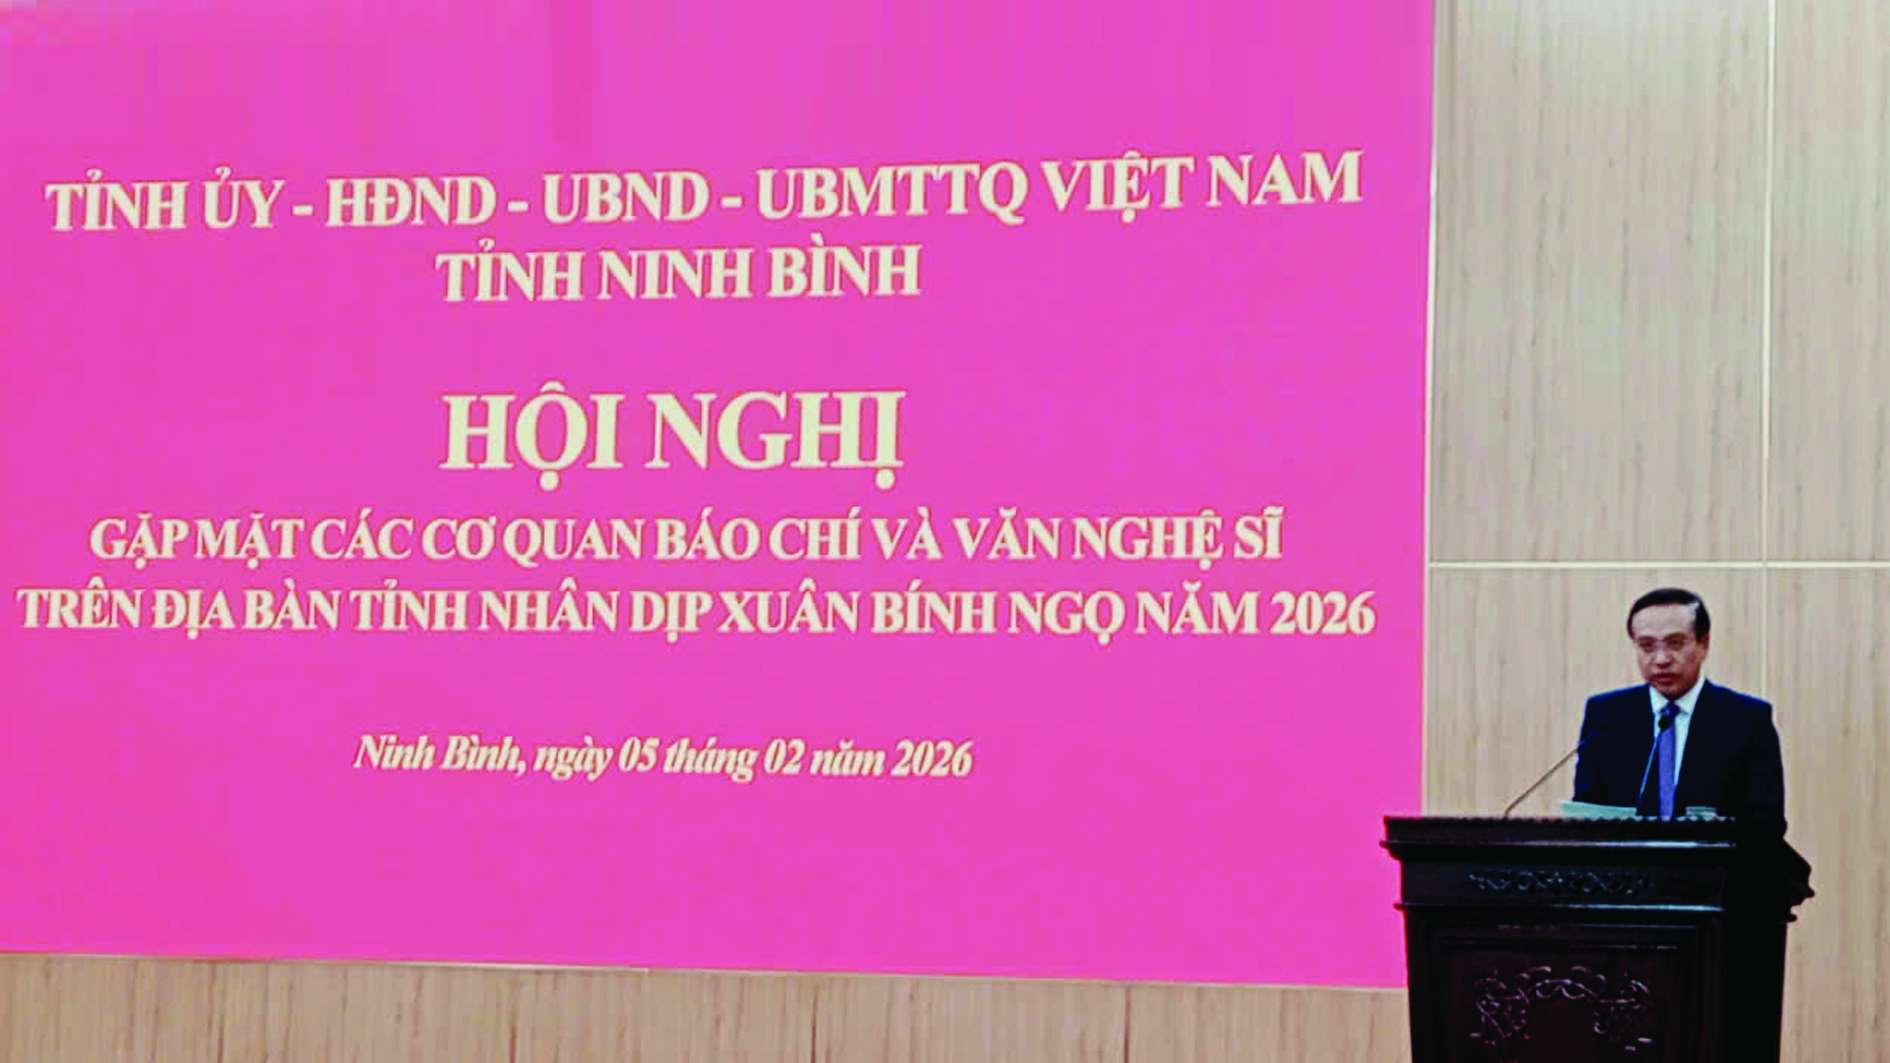 TỈNH ỦY - HĐND - UBND - UBMTTQ VIỆT NAM
TỈNH NINH BÌNH
HỘI NGHỊ
GẶP MẶT CÁC CƠ QUAN BÁO CHÍ VÀ VĂN NGHỆ SĨ
TRÊN ĐỊA BÀN TỈNH NHÂN DỊP XUÂN BÍNH NGỌ NĂM 2026
Ninh Bình, ngày 05 tháng 02 năm 2026